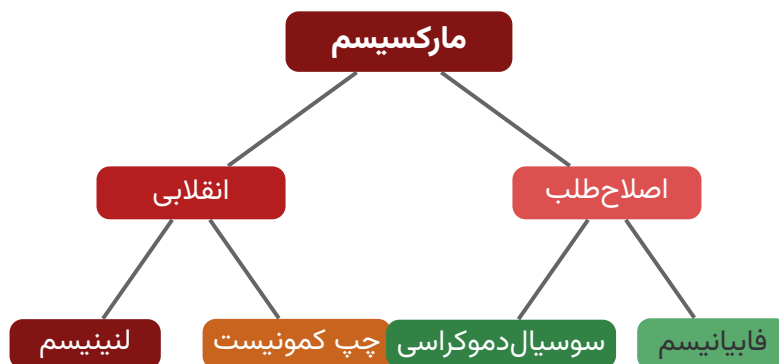 مارکسیسم
اصلاح‌طلب
انقلابی
فابیانیسم
سوسیال‌دموکراسی
چپ کمونیست
لنینیسم